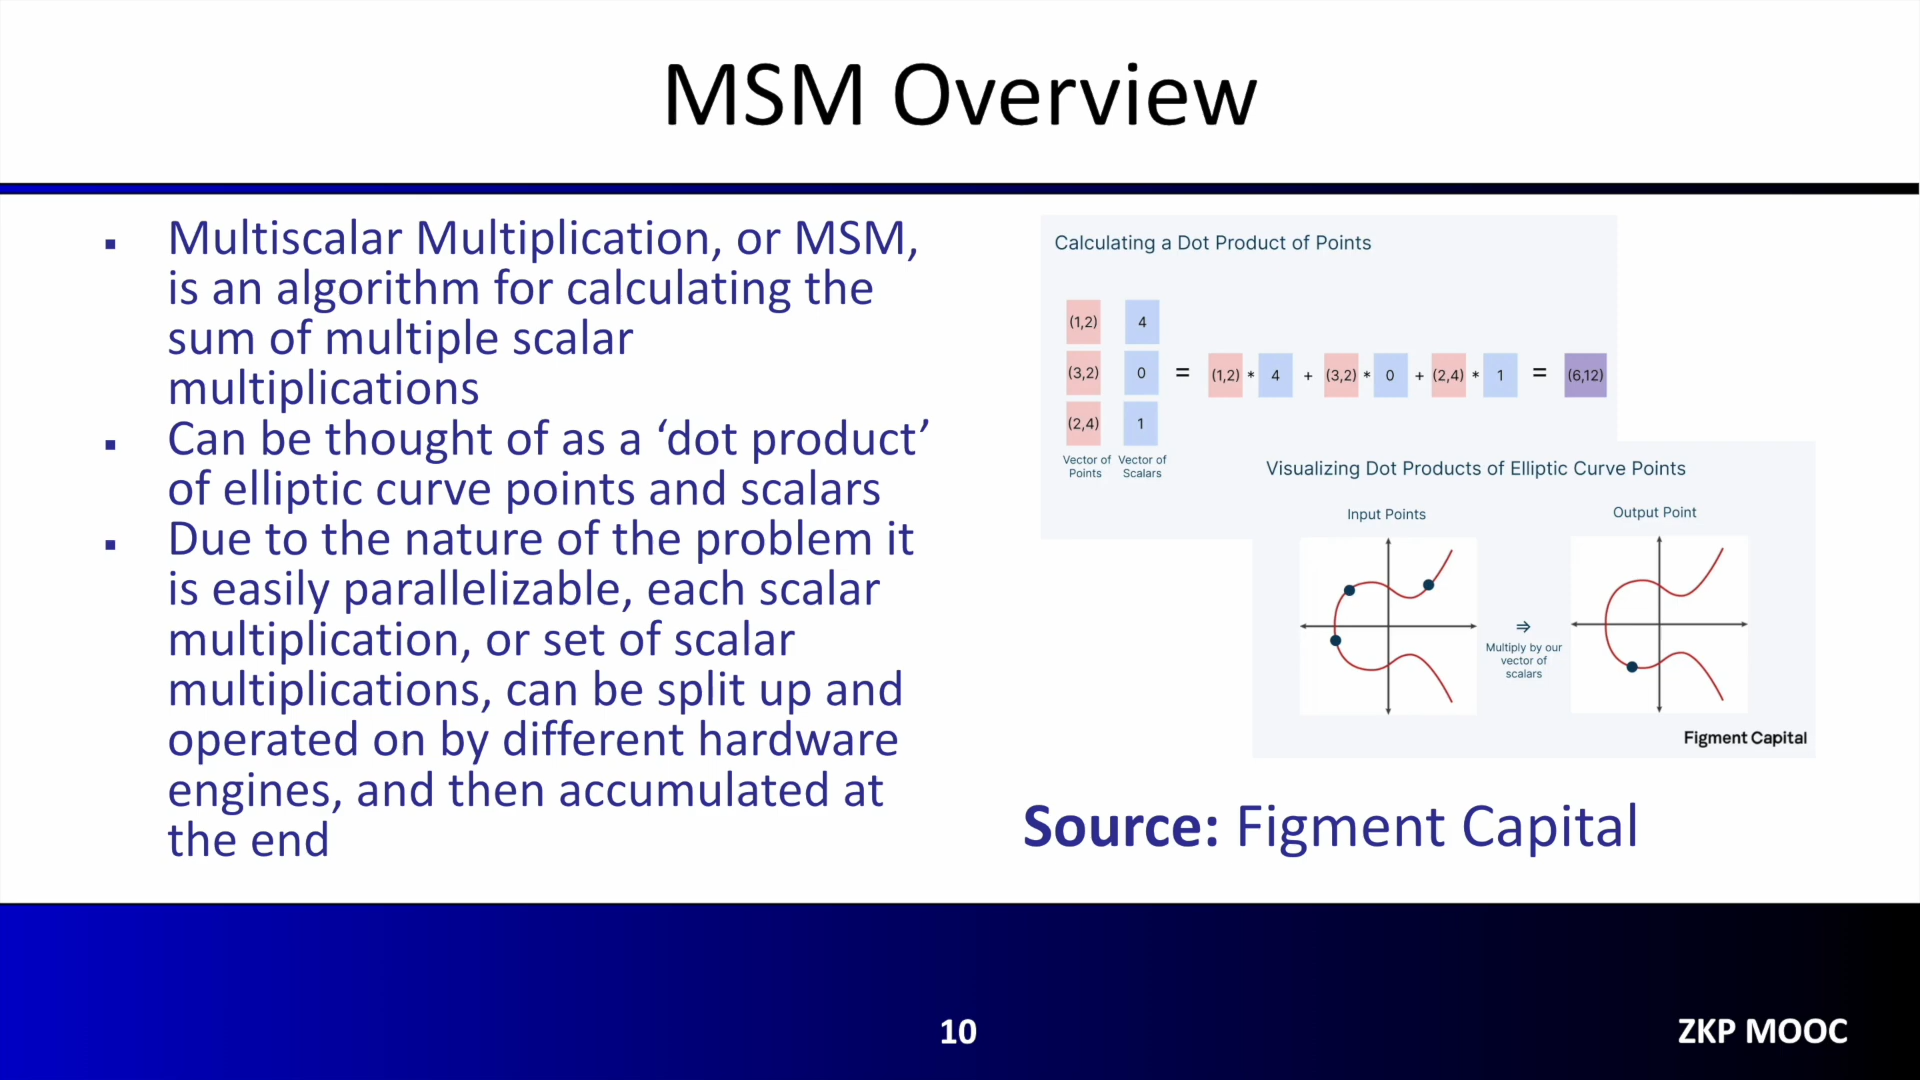 MSM Overview
▪ Multiscalar Multiplication, or MSM,
is an algorithm for calculating the
sum of multiple scalar
multiplications
▪ Can be thought of as a ‘dot product’
of elliptic curve points and scalars
▪ Due to the nature of the problem it
is easily parallelizable, each scalar
multiplication, or set of scalar
multiplications, can be split up and
operated on by different hardware
engines, and then accumulated at
the end
Calculating a Dot Product of Points
(1,2) 4
(3,2) 0 = (1,2) * 4 + (3,2) * 0 + (2,4) * 1 = (6,12)
(2,4) 1
Vector of Points
Vector of Scalars
Visualizing Dot Products of Elliptic Curve Points
Input Points
⇒
Multiply by our
vector of
scalars
Output Point
Figment Capital
Source: Figment Capital
10
ZKP MOOC